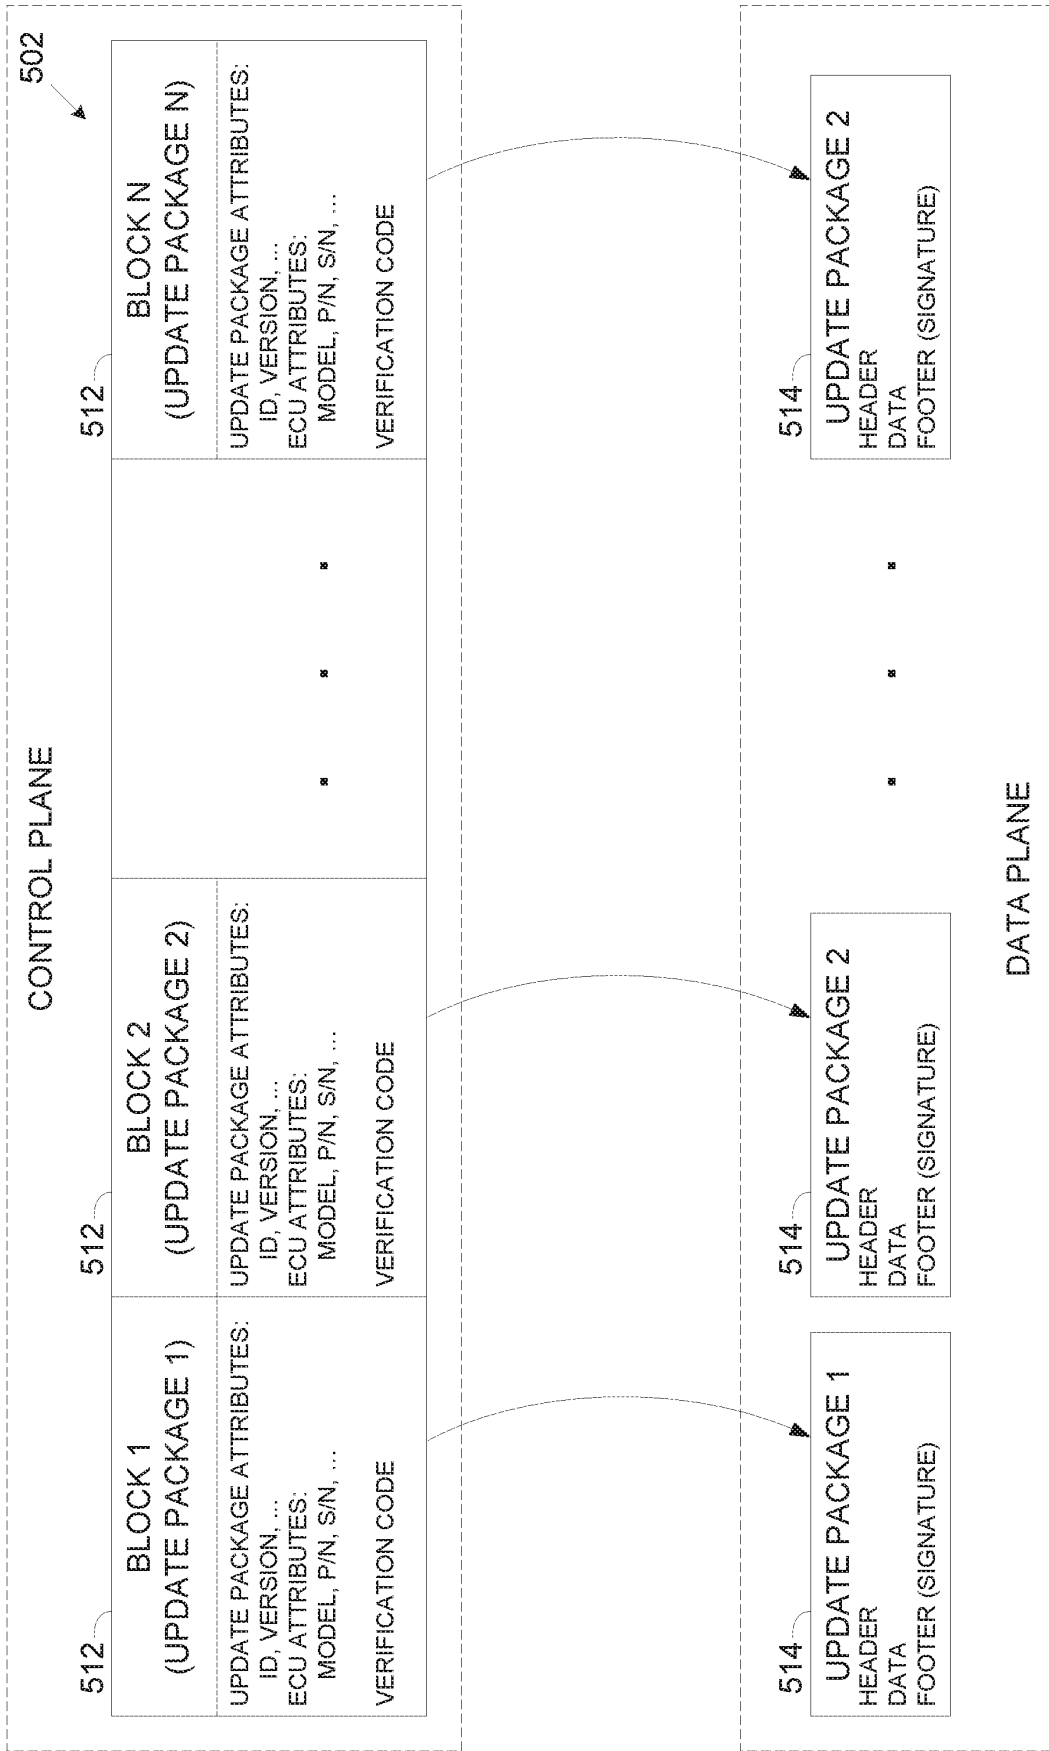 CONTROL PLANE
502
512
BLOCK 1
(UPDATE PACKAGE 1)
UPDATE PACKAGE ATTRIBUTES:
ID, VERSION, ...
ECU ATTRIBUTES:
MODEL, P/N, S/N, ...
VERIFICATION CODE
512
BLOCK 2
(UPDATE PACKAGE 2)
UPDATE PACKAGE ATTRIBUTES:
ID, VERSION, ...
ECU ATTRIBUTES:
MODEL, P/N, S/N, ...
VERIFICATION CODE
512
BLOCK N
(UPDATE PACKAGE N)
UPDATE PACKAGE ATTRIBUTES:
ID, VERSION, ...
ECU ATTRIBUTES:
MODEL, P/N, S/N, ...
VERIFICATION CODE
514
UPDATE PACKAGE 1
HEADER
DATA
FOOTER (SIGNATURE)
514
UPDATE PACKAGE 2
HEADER
DATA
FOOTER (SIGNATURE)
514
UPDATE PACKAGE 2
HEADER
DATA
FOOTER (SIGNATURE)
DATA PLANE